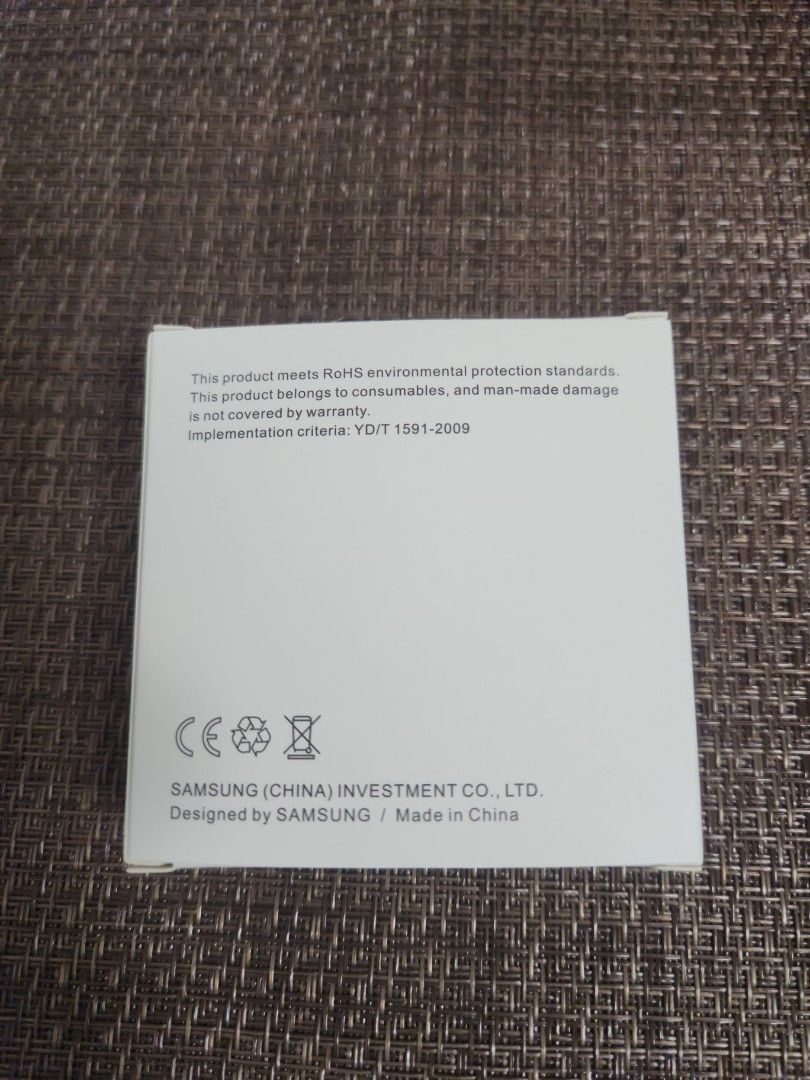 This product meets RoHS environmental protection standards.
This product belongs to consumables, and man-made damage
is not covered by warranty.
Implementation criteria: YD/T 1591-2009
CE
SAMSUNG (CHINA) INVESTMENT CO., LTD.
Designed by SAMSUNG / Made in China